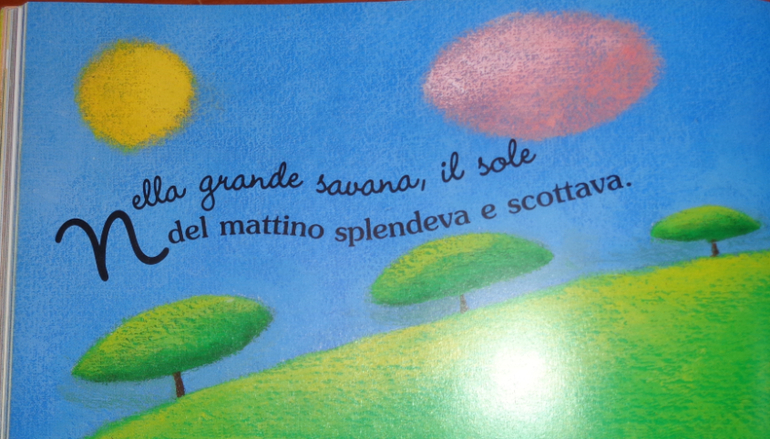 Nella grande savana, il sole
del mattino splendeva e scottava.